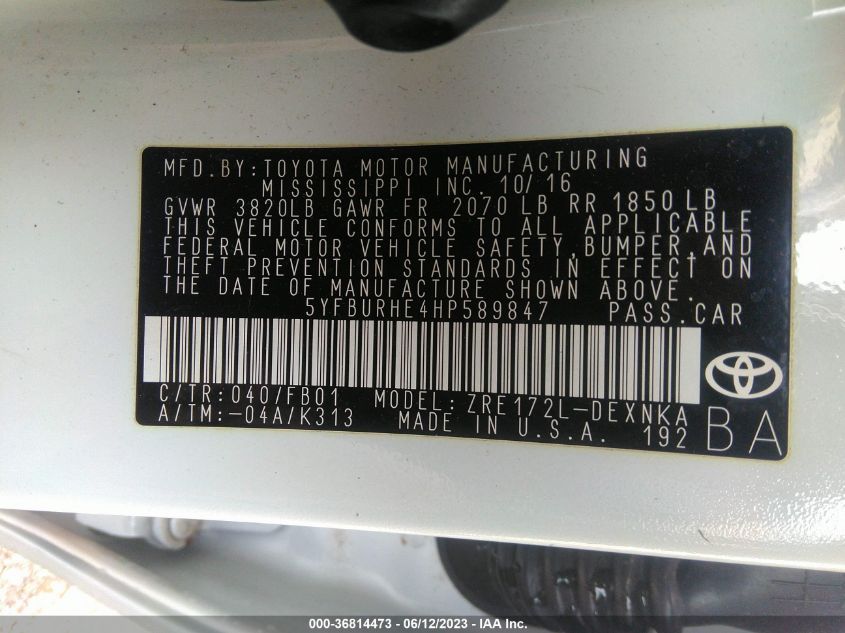 MFD.BY:TOYOTA MOTOR MANUFACTURING
MISSISSIPPI INC. 10/16
GVWR 3820LB GAWR FR 2070 LB RR 1850 LB
THIS VEHICLE CONFORMS TO ALL APPLICABLE
FEDERAL MOTOR VEHICLE SAFETY,BUMPER,AND
THEFT PREVENTION STANDARDS IN EFFECT ON
THE DATE OF MANUFACTURE SHOWN ABOVE.
5YFBURHE4HP589847 PASS.CAR
C/TR:040/FB01 MODEL:ZRE172L-DEXNKA
A/TM:-04A/K313 MADE IN U.S.A. 192
BA
000-36814473 - 06/12/2023 - IAA Inc.